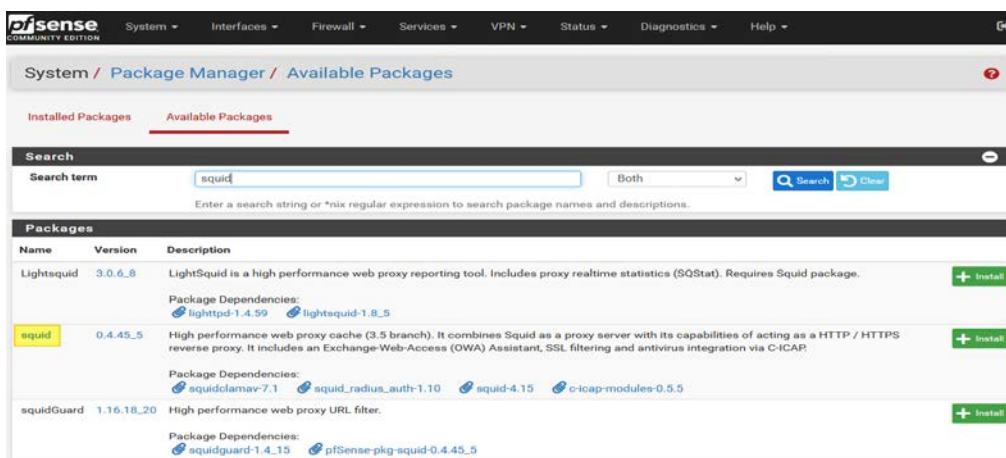 pfsense
COMMUNITY EDITION
System Interfaces Firewall Services VPN Status Diagnostics Help
System / Package Manager / Available Packages
Installed Packages Available Packages
Search
Search term squid Both Search Clear
Enter a search string or *nix regular expression to search package names and descriptions.
Packages
Name Version Description
Lightsquid 3.0.6_8 LightSquid is a high performance web proxy reporting tool. Includes proxy realtime statistics (SQStat). Requires Squid package. Install
Package Dependencies:
lighttpd-1.4.59 lightsquid-1.8_5
squid 0.4.45_5 High performance web proxy cache (3.5 branch). It combines Squid as a proxy server with its capabilities of acting as a HTTP / HTTPS Install
reverse proxy. It includes an Exchange-Web-Access (OWA) Assistant, SSL filtering and antivirus integration via C-ICAP.
Package Dependencies:
squidclamav-7.1 squid_radius_auth-1.10 squid-4.15 c-icap-modules-0.5.5
squidGuard 1.16.18_20 High performance web proxy URL filter. Install
Package Dependencies:
squidguard-1.4_15 pfSense-pkg-squid-0.4.45_5